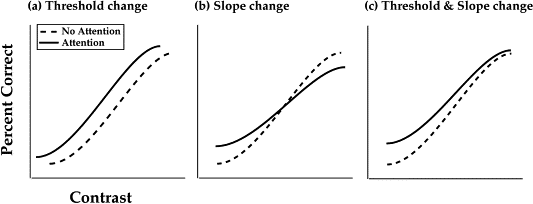 (a) Threshold change
(b) Slope change
(c) Threshold & Slope change
No Attention
Attention
Percent Correct
Contrast